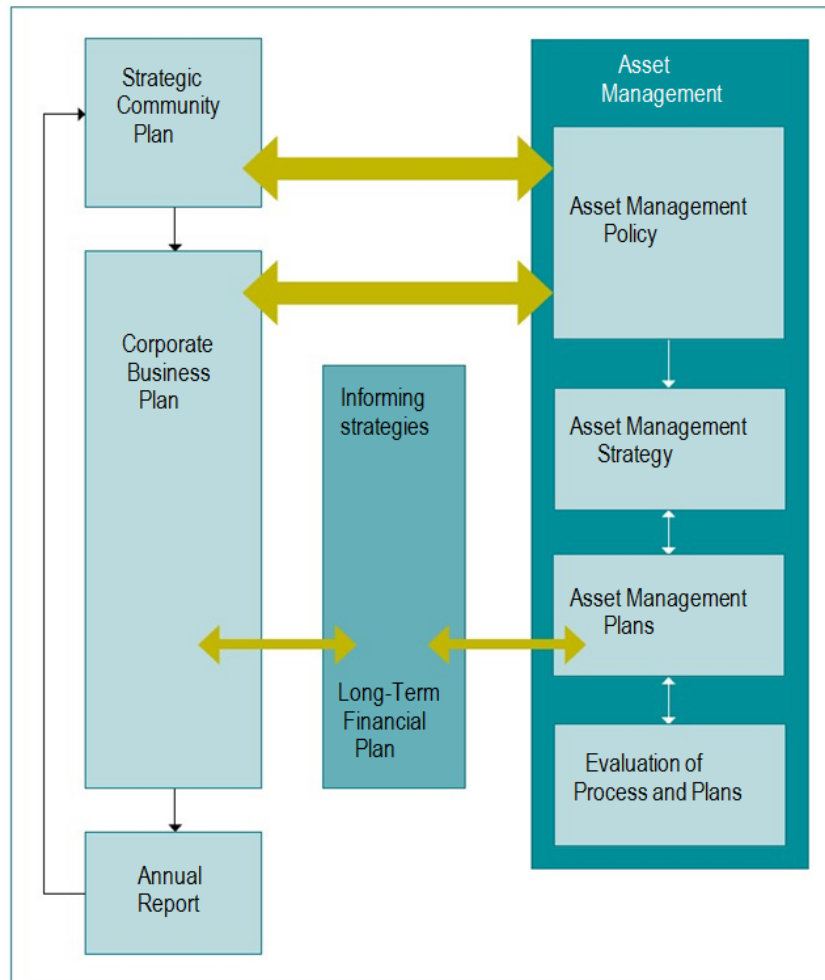 Strategic
Community
Plan
Corporate
Business
Plan
Annual
Report
Informing
strategies
Long-Term
Financial
Plan
Asset
Management
Asset Management
Policy
Asset Management
Strategy
Asset Management
Plans
Evaluation of
Process and Plans